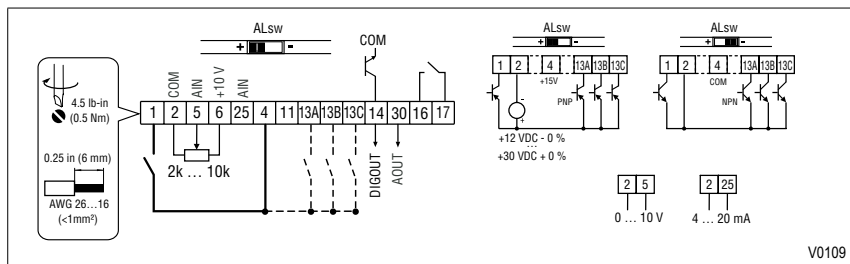 ALsw
+ -
COM
4.5 lb-in
(0.5 Nm)
0.25 in (6 mm)
AWG 26...16
(<1mm²)
COM
AIN
+10 V
AIN
1 2 5 6 25 4 11 13A 13B 13C 14 30 16 17
2k ... 10k
DIGOUT
AOUT
ALsw
+ -
1 2 4 13A 13B 13C
+15V
PNP
+12 VDC - 0 %
...
+30 VDC + 0 %
ALsw
+ -
1 2 4 13A 13B 13C
COM
NPN
2 5
0 ... 10 V
2 25
4 ... 20 mA
V0109